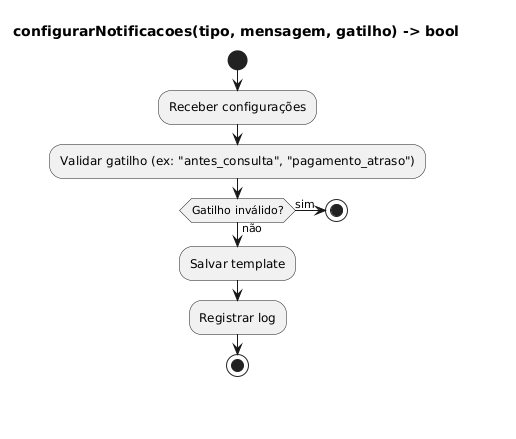 configurarNotificacoes(tipo, mensagem, gatilho) -> bool
Receber configurações
Validar gatilho (ex: "antes_consulta", "pagamento_atraso")
Gatilho inválido?
sim
não
Salvar template
Registrar log